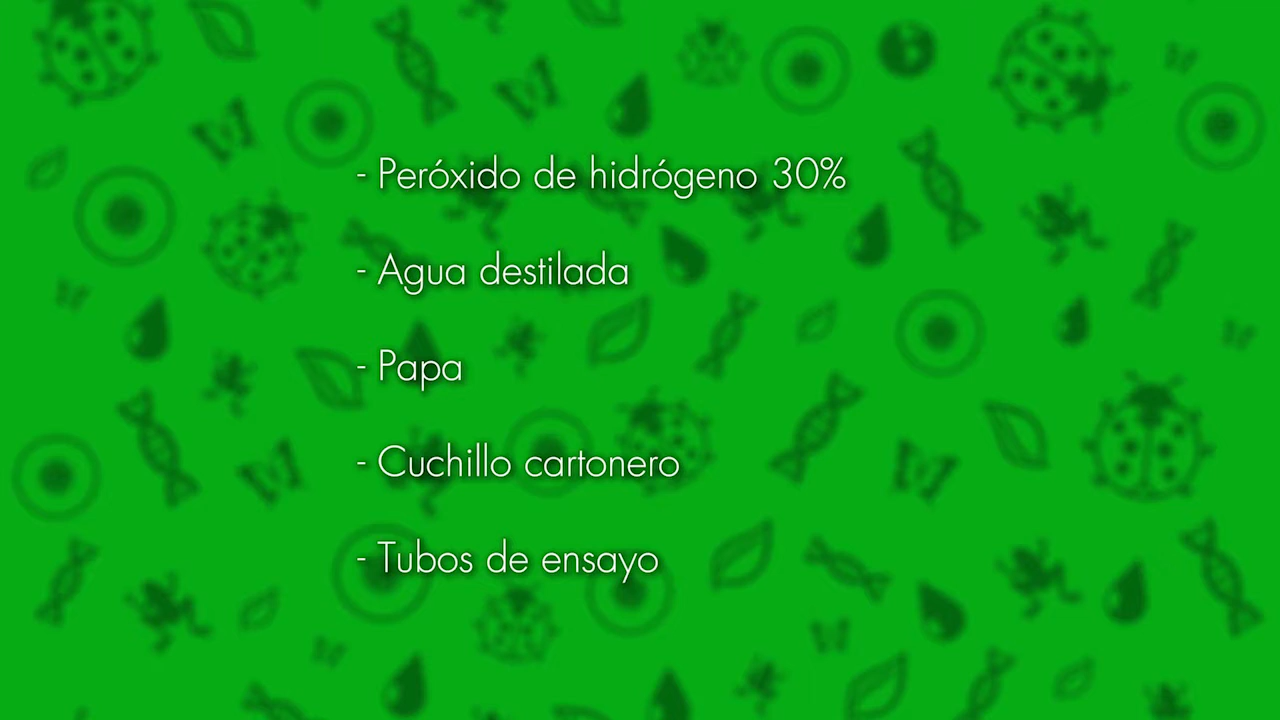 - Peróxido de hidrógeno 30%
- Agua destilada
- Papa
- Cuchillo cartonero
- Tubos de ensayo